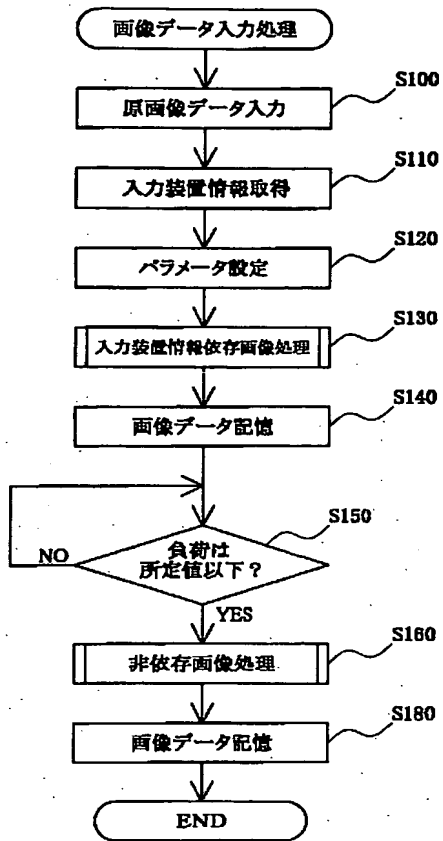 画像データ入力処理
S100
原画像データ入力
S110
入力装置情報取得
S120
パラメータ設定
S130
入力装置情報依存画像処理
S140
画像データ記憶
S150
負荷は
所定値以下?
NO
YES
S160
非依存画像処理
S180
画像データ記憶
END